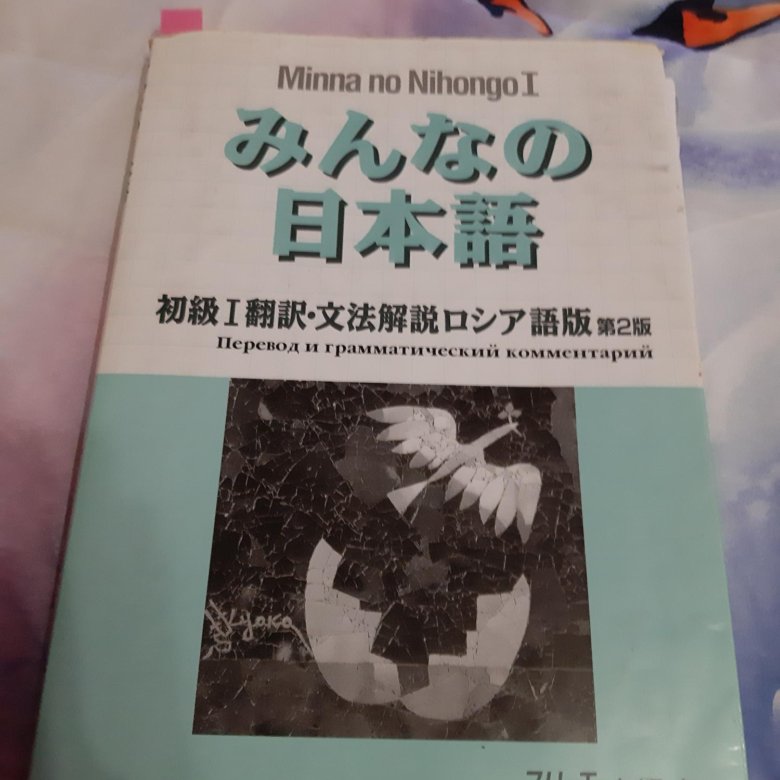 Minna no Nihongo I
みんなの
日本語
初級I翻訳・文法解説ロシア語版 第2版
Перевод и грамматический комментарий
Kyoko